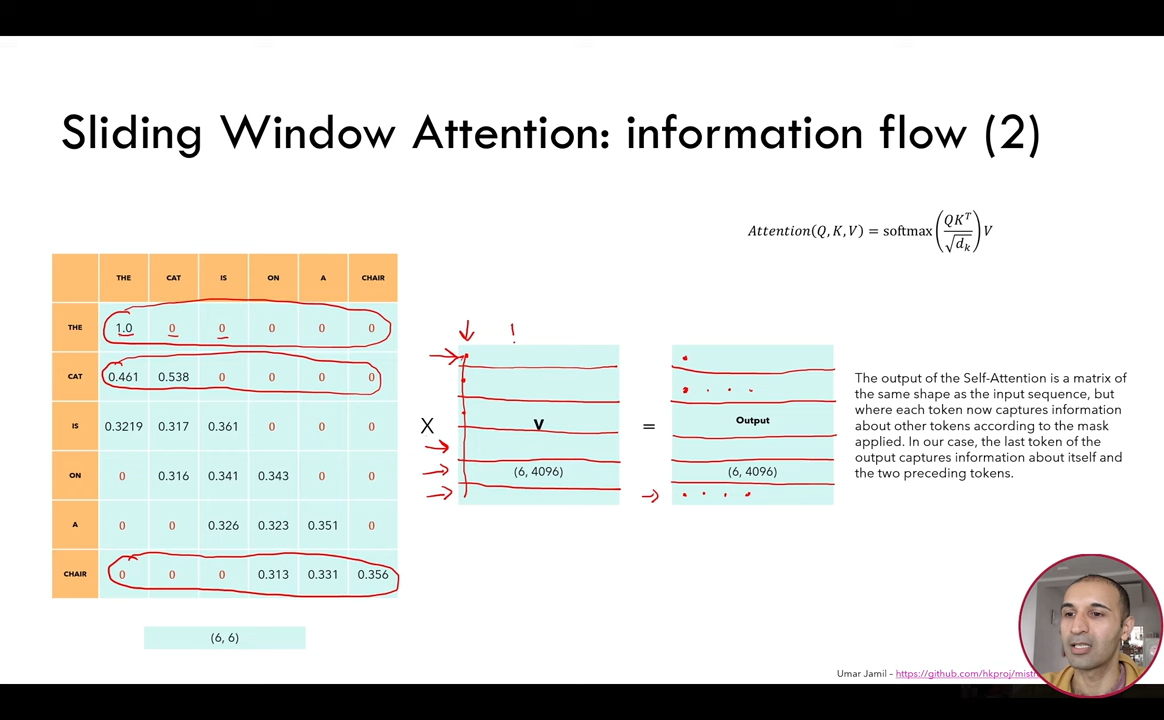 Sliding Window Attention: information flow (2)
Attention(Q, K, V) = softmax(QK^T / √d_k)V
THE CAT IS ON A CHAIR
THE 1.0 0 0 0 0 0
CAT 0.461 0.538 0 0 0 0
IS 0.3219 0.317 0.361 0 0 0
ON 0 0.316 0.341 0.343 0 0
A 0 0 0.326 0.323 0.351 0
CHAIR 0 0 0 0.313 0.331 0.356
(6, 6)
!
X
V
(6, 4096)
=
Output
(6, 4096)
The output of the Self-Attention is a matrix of
the same shape as the input sequence, but
where each token now captures information
about other tokens according to the mask
applied. In our case, the last token of the
output captures information about itself and
the two preceding tokens.
Umar Jamil – https://github.com/hkproj/mist